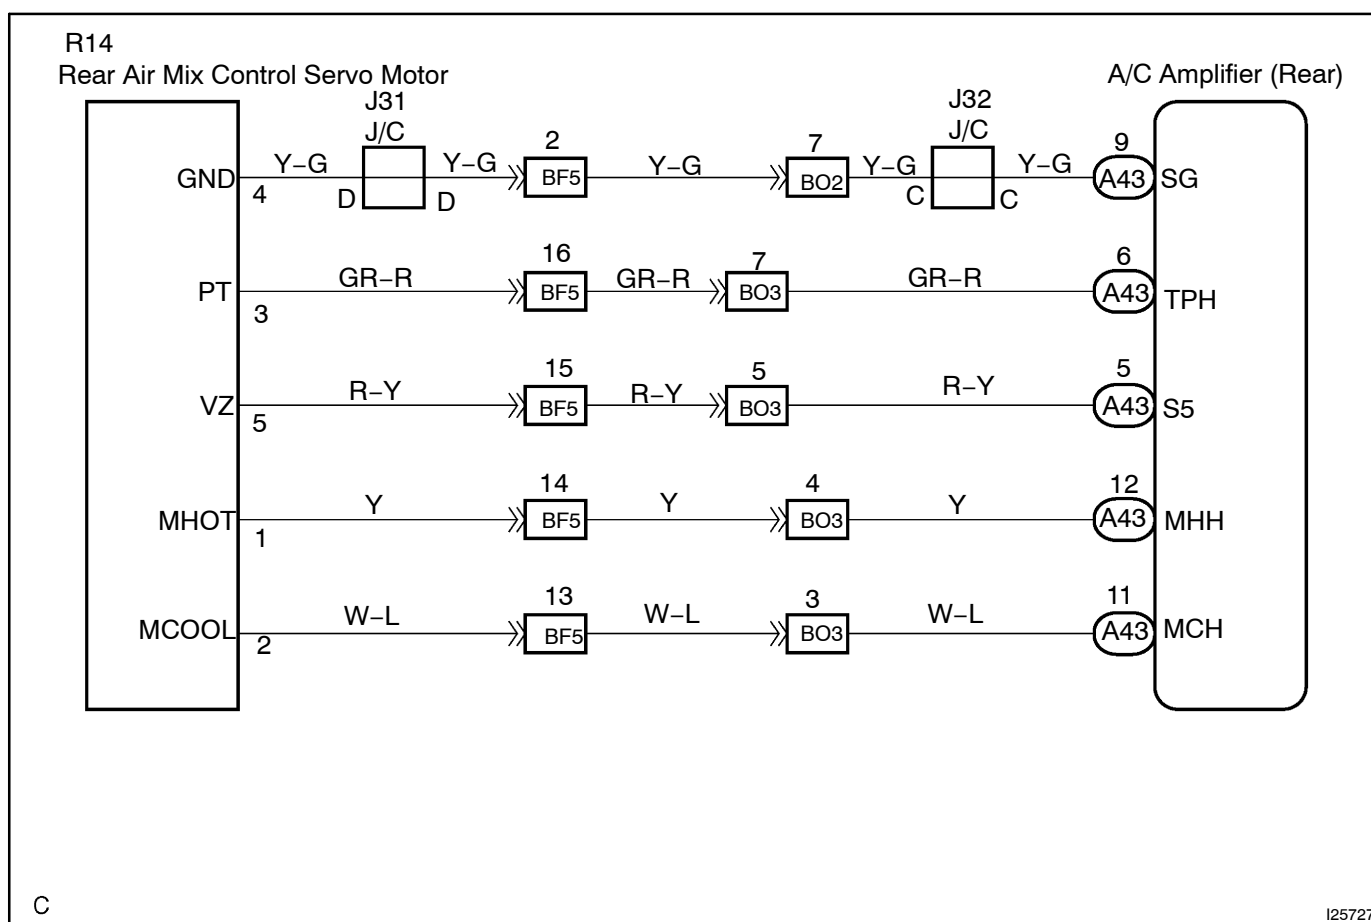 R14
Rear Air Mix Control Servo Motor
A/C Amplifier (Rear)
J31
J/C
J32
J/C
GND
4
Y−G
D
D
Y−G
2
BF5
Y−G
7
BO2
Y−G
C
C
Y−G
9
A43
SG
PT
3
GR−R
16
BF5
GR−R
7
BO3
GR−R
6
A43
TPH
VZ
5
R−Y
15
BF5
R−Y
5
BO3
R−Y
5
A43
S5
MHOT
1
Y
14
BF5
Y
4
BO3
Y
12
A43
MHH
MCOOL
2
W−L
13
BF5
W−L
3
BO3
W−L
11
A43
MCH
C
I25727